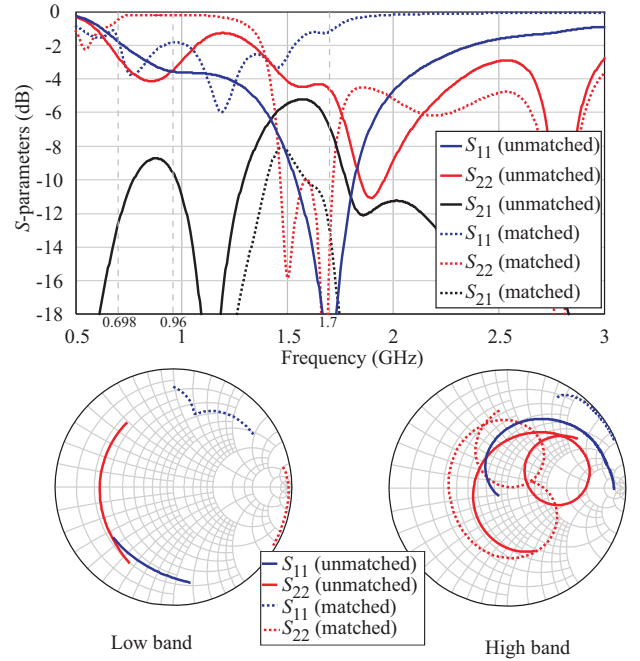 0
-2
-4
-6
-8
-10
-12
-14
-16
-18
S-parameters (dB)
S11 (unmatched)
S22 (unmatched)
S21 (unmatched)
S11 (matched)
S22 (matched)
S21 (matched)
0.698 0.96 1.7
0.5 1 1.5 2 2.5 3
Frequency (GHz)
S11 (unmatched)
S22 (unmatched)
S11 (matched)
S22 (matched)
Low band
High band